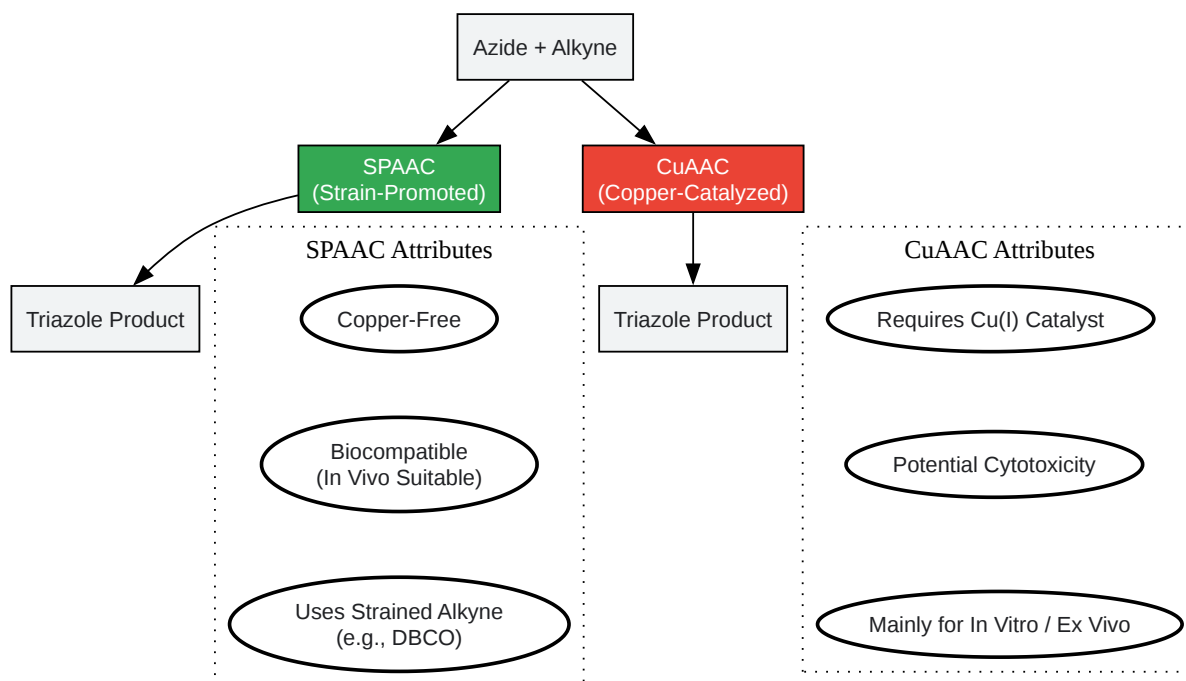 Azide + Alkyne
SPAAC
(Strain-Promoted)
CuAAC
(Copper-Catalyzed)
SPAAC Attributes
CuAAC Attributes
Triazole Product
Copper-Free
Triazole Product
Requires Cu(I) Catalyst
Biocompatible
(In Vivo Suitable)
Potential Cytotoxicity
Uses Strained Alkyne
(e.g., DBCO)
Mainly for In Vitro / Ex Vivo